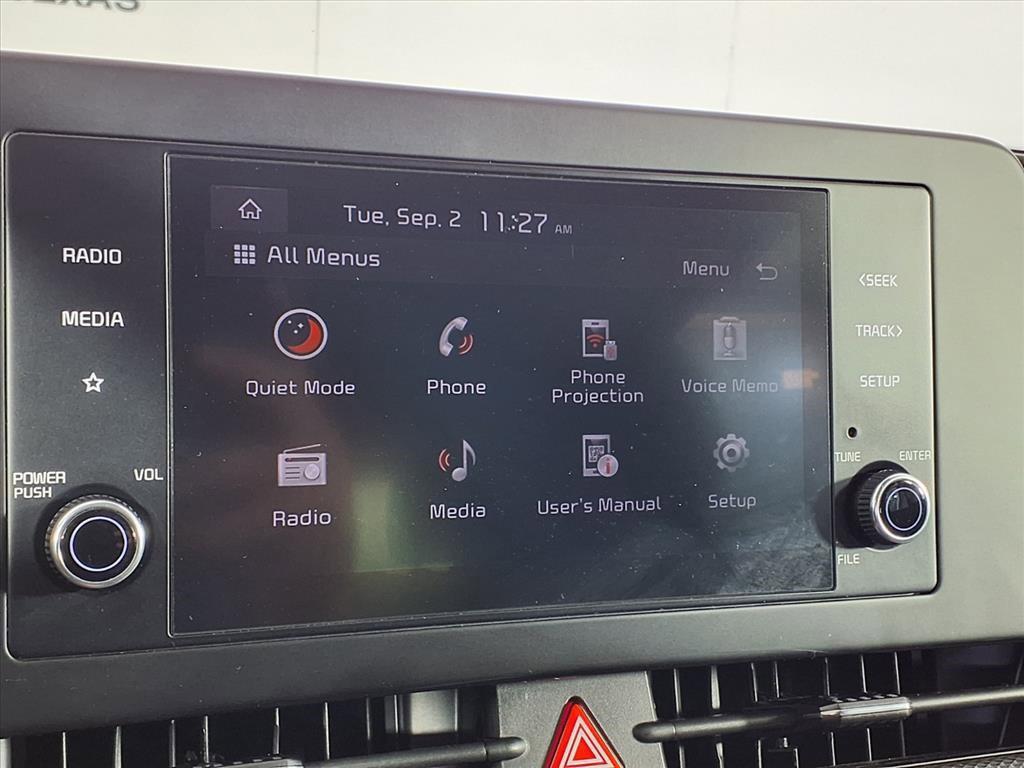 TEXAS
RADIO
MEDIA
POWER
PUSH
VOL
Tue, Sep. 2 11:27 AM
All Menus
Menu
Quiet Mode
Phone
Phone
Projection
Voice Memo
Radio
Media
User's Manual
Setup
<SEEK
TRACK>
SETUP
TUNE
ENTER
FILE